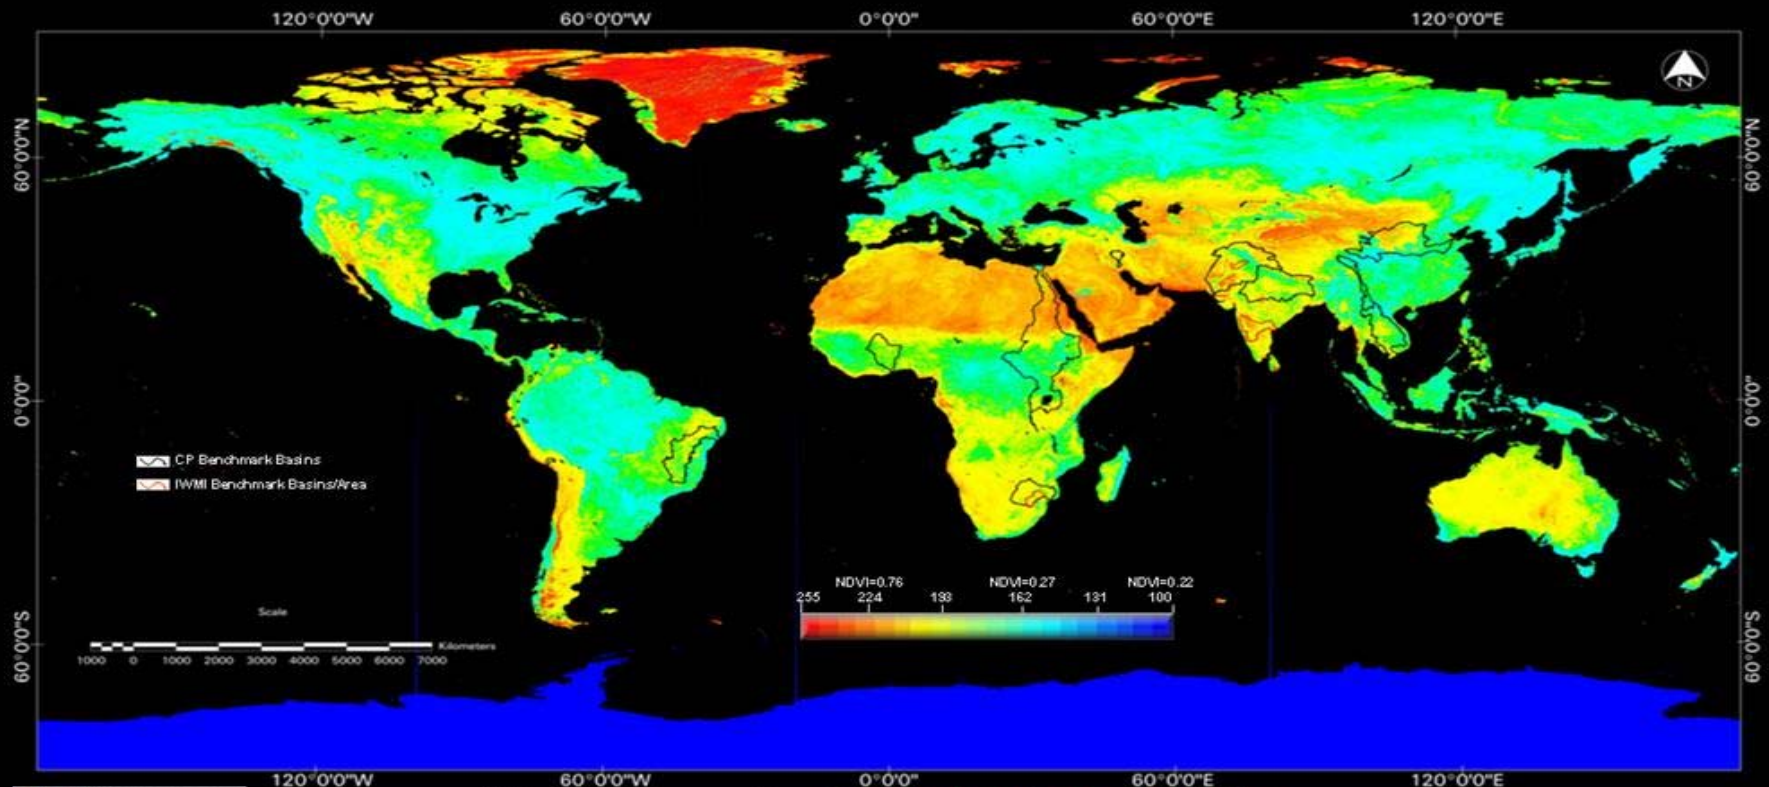 120°0'0"W 60°0'0"W 0°0'0" 60°0'0"E 120°0'0"E
N
60°0'0"N 60°0'0"N
0°0'0" 0°0'0"
CP Benchmark Basins
IWMI Benchmark Basins/Area
NDVI=0.76 NDVI=0.27 NDVI=0.22
255 224 193 162 131 100
Scale
Kilometers
1000 0 1000 2000 3000 4000 5000 6000 7000
60°0'0"S 60°0'0"S
120°0'0"W 60°0'0"W 0°0'0" 60°0'0"E 120°0'0"E